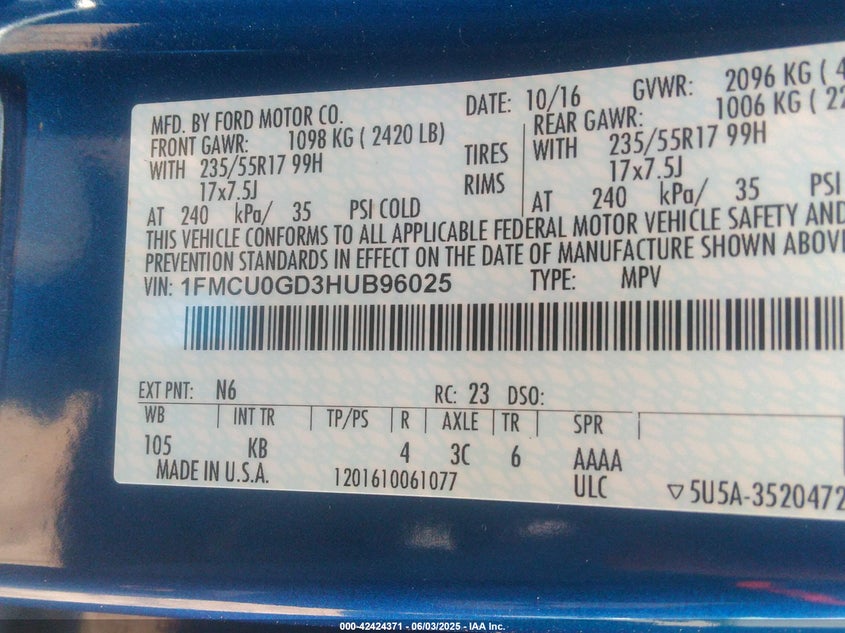 MFD. BY FORD MOTOR CO. DATE: 10/16 GVWR: 2096 KG ( 4
FRONT GAWR: 1098 KG ( 2420 LB) REAR GAWR: 1006 KG ( 22
WITH 235/55R17 99H TIRES WITH 235/55R17 99H
17x7.5J RIMS 17x7.5J
AT 240 kPa/ 35 PSI COLD AT 240 kPa/ 35 PSI
THIS VEHICLE CONFORMS TO ALL APPLICABLE FEDERAL MOTOR VEHICLE SAFETY AND
PREVENTION STANDARDS IN EFFECT ON THE DATE OF MANUFACTURE SHOWN ABOV
VIN: 1FMCU0GD3HUB96025 TYPE: MPV
EXT PNT: N6 RC: 23 DSO:
WB INT TR TP/PS R AXLE TR SPR
105 KB 4 3C 6 AAAA
MADE IN U.S.A. 1201610061077 ULC ▽5U5A-3520472
000-42424371 - 06/03/2025 - IAA Inc.